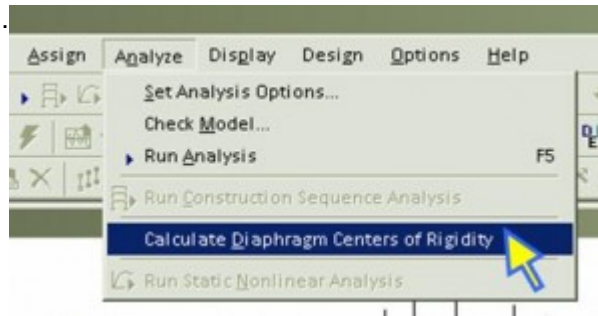 .
Assign Analyze Display Design Options Help
Set Analysis Options...
Check Model...
Run Analysis F5
Run Construction Sequence Analysis
Calculate Diaphragm Centers of Rigidity
Run Static Nonlinear Analysis